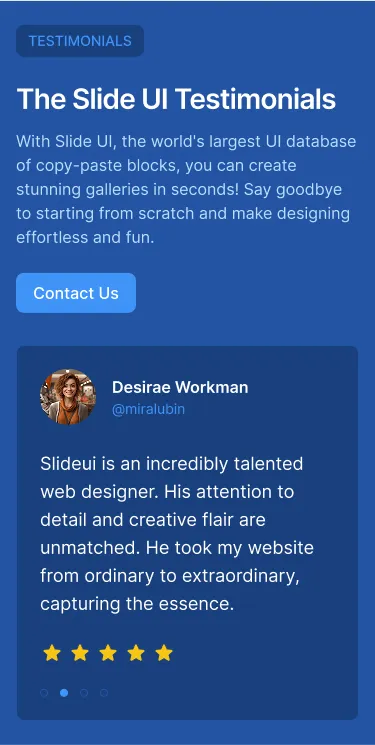 TESTIMONIALS
The Slide UI Testimonials
With Slide UI, the world's largest UI database
of copy-paste blocks, you can create
stunning galleries in seconds! Say goodbye
to starting from scratch and make designing
effortless and fun.
Contact Us
Desirae Workman
@miralubin
Slideui is an incredibly talented
web designer. His attention to
detail and creative flair are
unmatched. He took my website
from ordinary to extraordinary,
capturing the essence.